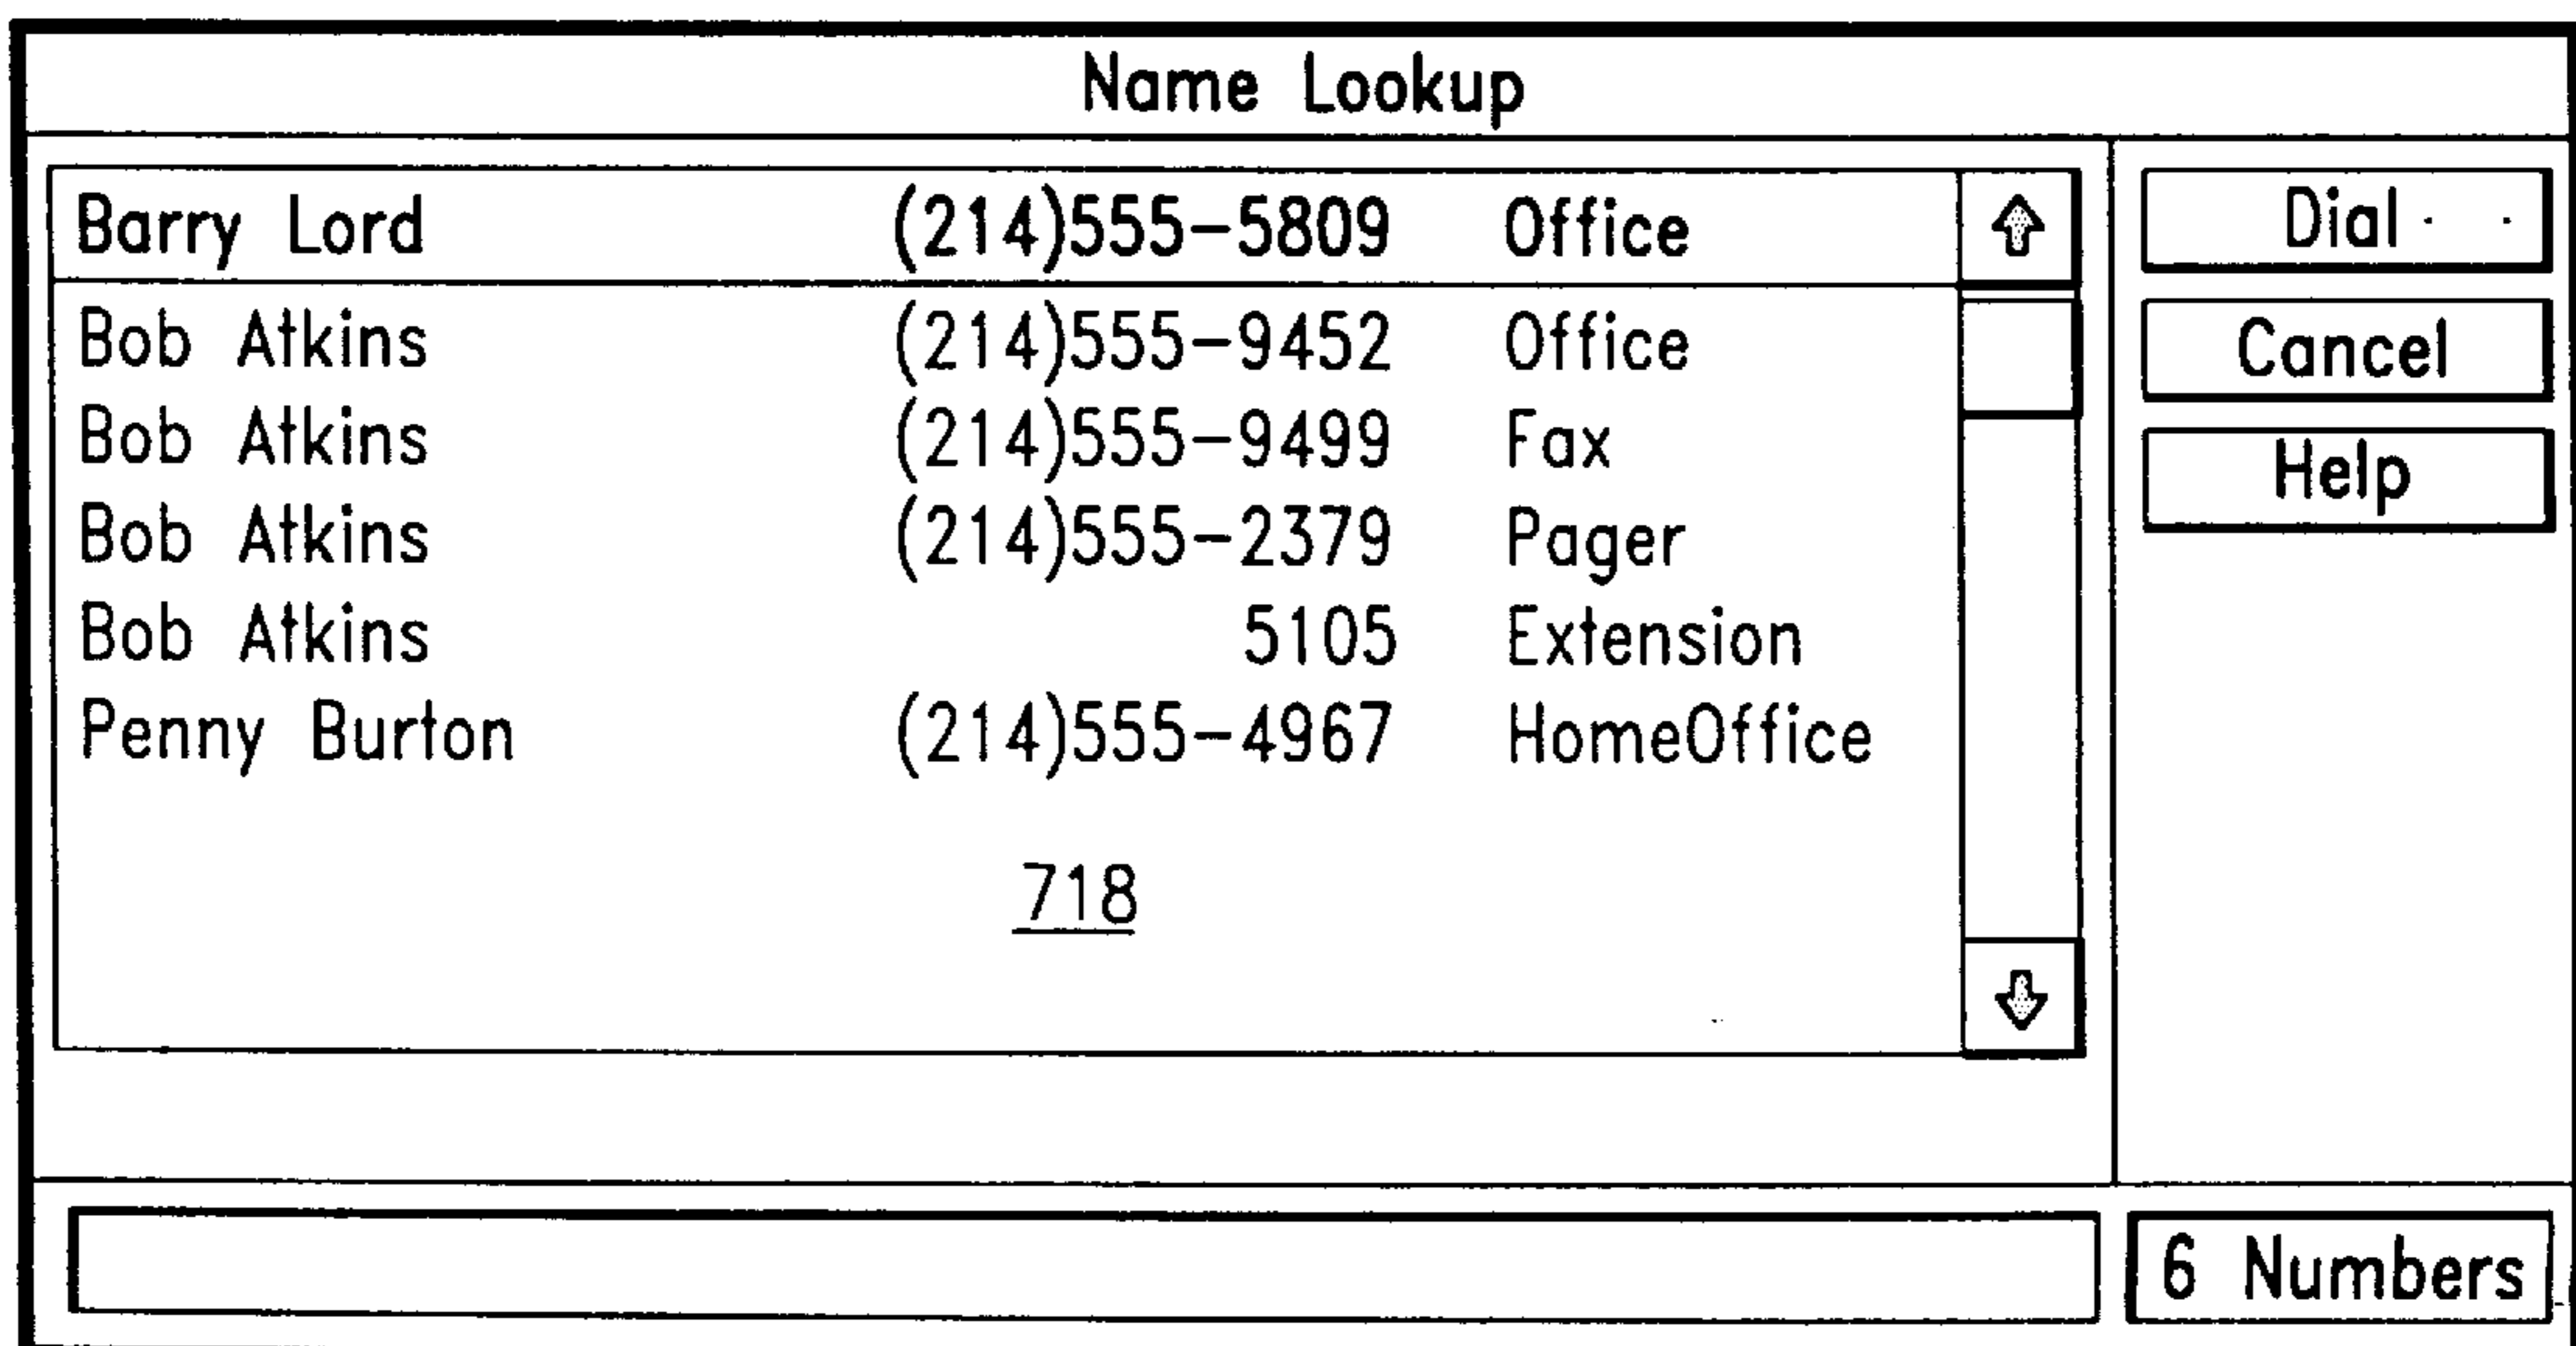 Name Lookup
Barry Lord (214)555-5809 Office
Bob Atkins (214)555-9452 Office
Bob Atkins (214)555-9499 Fax
Bob Atkins (214)555-2379 Pager
Bob Atkins 5105 Extension
Penny Burton (214)555-4967 HomeOffice
718
Dial
Cancel
Help
6 Numbers